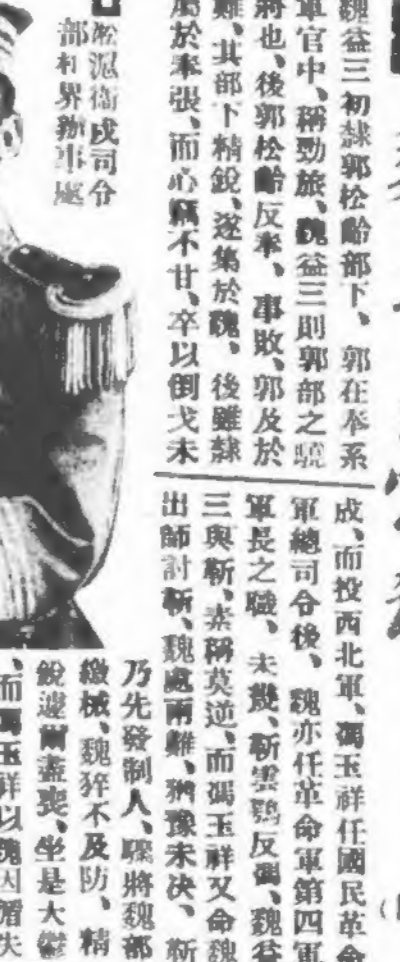 魏益三初隸郭松齡部下、郭在奉系
軍官中、稱勁旅、魏益三則郭部之驍
將也、後郭松齡反奉、事敗、郭及於
難、其部下精銳、遂集於魏、後雖隸
屬於奉張、而心竊不甘、卒以倒戈未
成、而投西北軍、馮玉祥任國民革命
軍總司令後、魏亦任革命軍第四軍
軍長之職、未幾、靳雲鶚反馮、魏益
三與靳、素稱莫逆、而馮玉祥又命魏
出師討靳、魏處兩難、猶豫未決、靳
乃先發制人、驟將魏部
繳械、魏猝不及防、精
銳遽爾盡喪、坐是大鬱
、而馮玉祥以魏因循失
淞滬衞戍司令
部租界辦事處